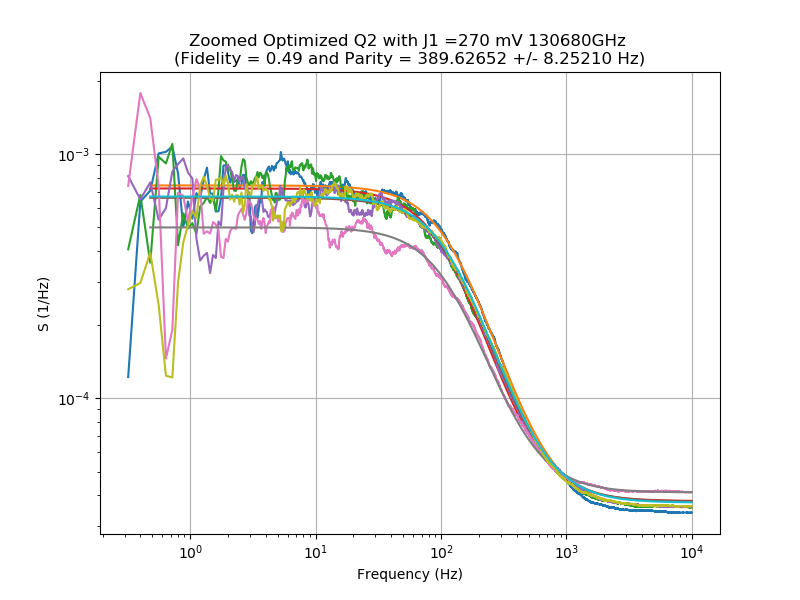 Zoomed Optimized Q2 with J1 =270 mV 130680GHz
(Fidelity = 0.49 and Parity = 389.62652 +/- 8.25210 Hz)
S (1/Hz)
10⁻³
10⁻⁴
10⁰ 10¹ 10² 10³ 10⁴
Frequency (Hz)